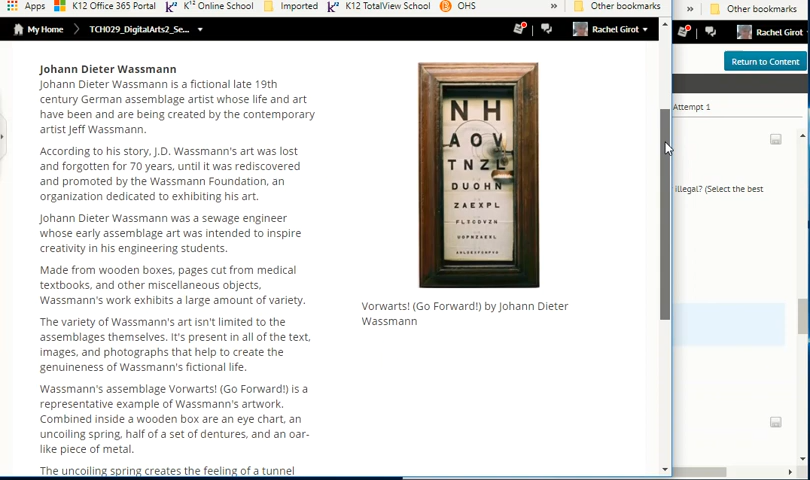 Apps K12 Office 365 Portal K¹² Online School Imported K12 TotalView School OHS » Other bookmarks
» Other bookmarks
My Home TCH029_DigitalArts2_Se... Rachel Girot
Rachel Girot
Return to Content
Attempt 1
illegal? (Select the best
Johann Dieter Wassmann
Johann Dieter Wassmann is a fictional late 19th
century German assemblage artist whose life and art
have been and are being created by the contemporary
artist Jeff Wassmann.
According to his story, J.D. Wassmann's art was lost
and forgotten for 70 years, until it was rediscovered
and promoted by the Wassmann Foundation, an
organization dedicated to exhibiting his art.
Johann Dieter Wassmann was a sewage engineer
whose early assemblage art was intended to inspire
creativity in his engineering students.
Made from wooden boxes, pages cut from medical
textbooks, and other miscellaneous objects,
Wassmann's work exhibits a large amount of variety.
The variety of Wassmann's art isn't limited to the
assemblages themselves. It's present in all of the text,
images, and photographs that help to create the
genuineness of Wassmann's fictional life.
Wassmann's assemblage Vorwarts! (Go Forward!) is a
representative example of Wassmann's artwork.
Combined inside a wooden box are an eye chart, an
uncoiling spring, half of a set of dentures, and an oar-
like piece of metal.
The uncoiling spring creates the feeling of a tunnel
N H
A O V
T N Z L
D U O H N
Z A E X P L
Vorwarts! (Go Forward!) by Johann Dieter
Wassmann